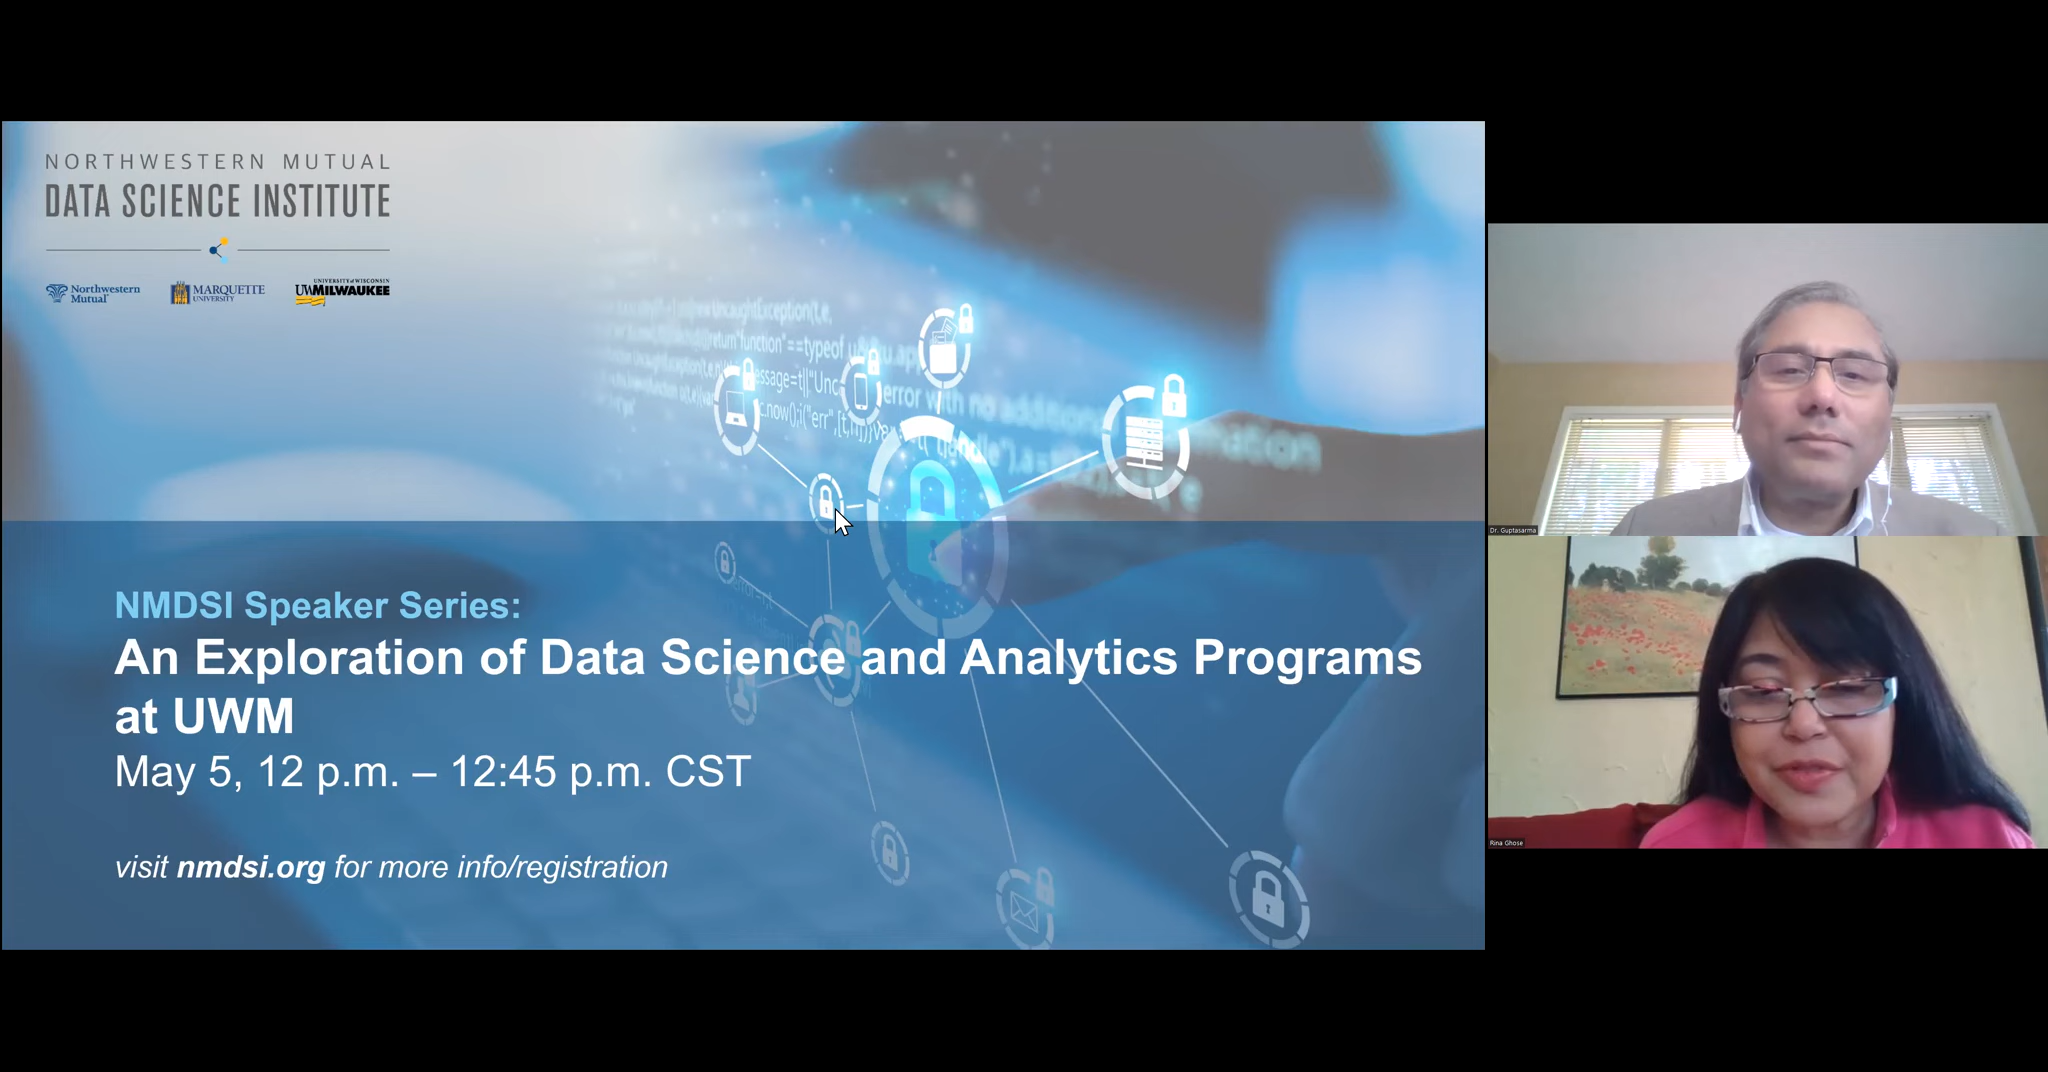 NORTHWESTERN MUTUAL
DATA SCIENCE INSTITUTE
Northwestern
Mutual
MARQUETTE
UNIVERSITY
UNIVERSITY of WISCONSIN
UWMILWAUKEE
NMDSI Speaker Series:
An Exploration of Data Science and Analytics Programs
at UWM
May 5, 12 p.m. – 12:45 p.m. CST
visit nmdsi.org for more info/registration
Dr. Guptasarma
Rina Ghose